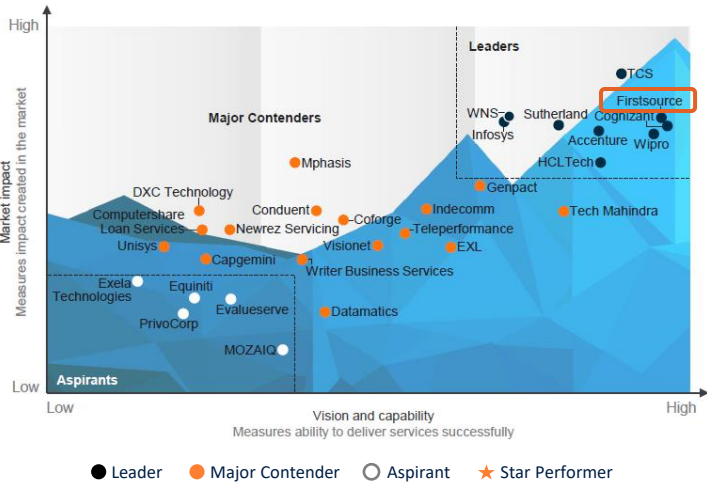 High
Leaders
TCS
Firstsource
WNS
Sutherland
Cognizant
Infosys
Accenture
Wipro
HCLTech
Major Contenders
Mphasis
Genpact
DXC Technology
Computershare
Loan Services
Conduent
Coforge
Indecomm
Tech Mahindra
Newrez Servicing
Teleperformance
Unisys
Visionet
EXL
Capgemini
Writer Business Services
Exela
Technologies
Equiniti
Evalueserve
PrivoCorp
Datamatics
MOZAIQ
Aspirants
Market impact
Measures impact created in the market
Low
Low
High
Vision and capability
Measures ability to deliver services successfully
Leader
Major Contender
Aspirant
Star Performer